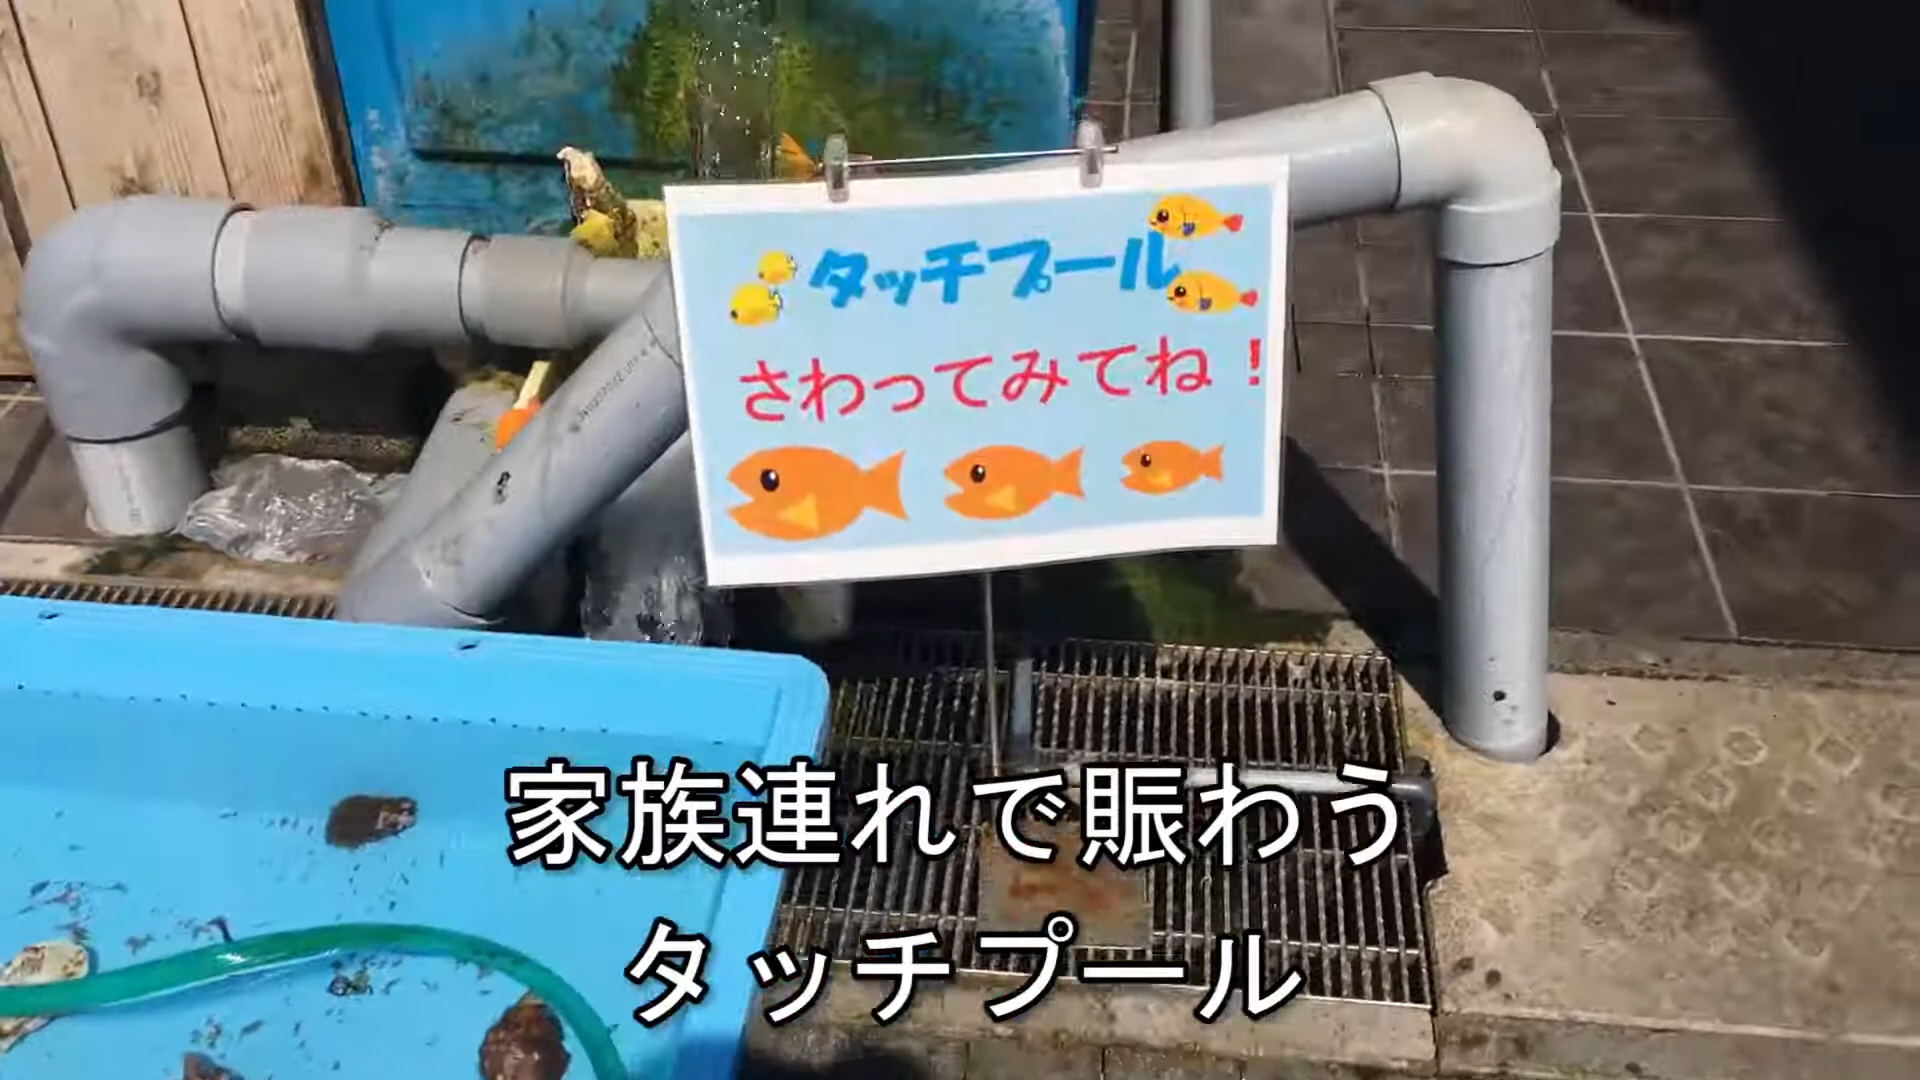 タッチプール
さわってみてね！
家族連れで賑わう
タッチプール